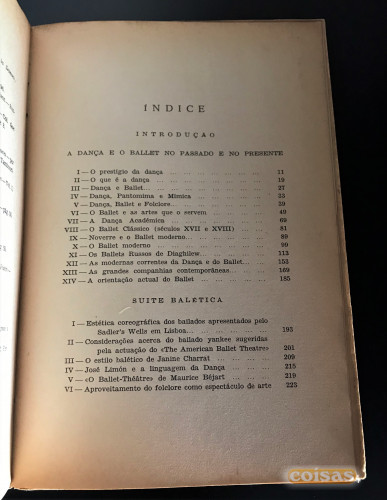 INDICE
INTRODUÇÃO
A DANÇA E O BALLET NO PASSADO E NO PRESENTE
I — O prestígio da dança ... 11
II — O que é a dança ... 15
III — Dança e Ballet... ... 27
IV — Dança, Pantomima e Mímica ... 33
V — Dança, Ballet e Folclore... ... 39
VI — O Ballet e as artes que o servem ... 49
VII — A Dança Académica ... 69
VIII — O Ballet Clássico (séculos XVII e XVIII) ... 81
IX — Noverre e o Ballet moderno... ... 89
X — O Ballet moderno ... 99
XI — Os Ballets Russos de Diaghilew ... 113
XII — As modernas correntes da Dança e do Ballet... 153
XIII — As grandes companhias contemporâneas... ... 169
XIV — A orientação actual do Ballet ... 185
SUITE BALÉTICA
I — Estética coreográfica dos bailados apresentados pelo
Sadler's Wells em Lisboa... ... 193
II — Considerações acerca do bailado yankee sugeridas
pela actuação do «The American Ballet Theatre» 201
III — O estilo balético de Janine Charrat ... 209
IV — José Limón e a linguagem da Dança ... 215
V — «O Ballet-Théâtre» de Maurice Béjart ... 219
VI — Aproveitamento do folclore como espectáculo de arte 223
coisas